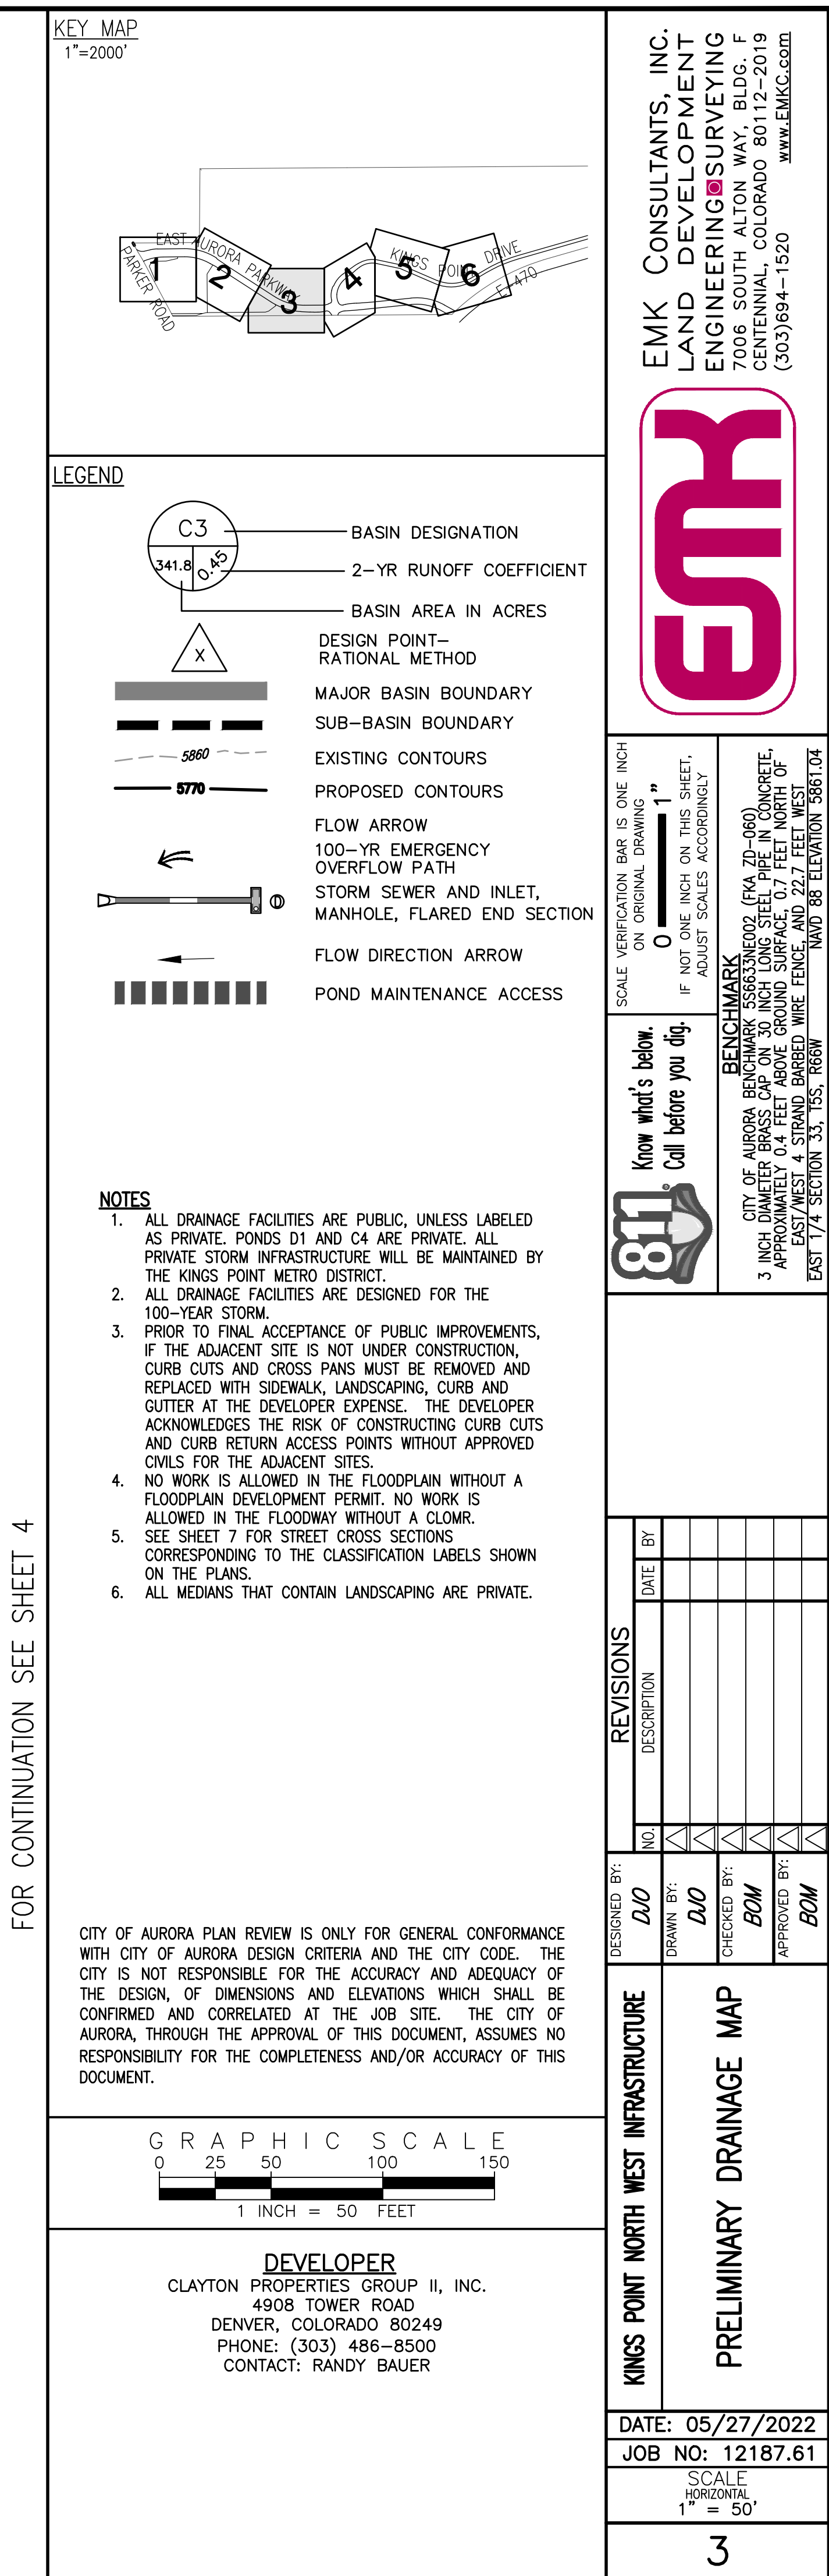 FOR CONTINUATION SEE SHEET 4
KEY MAP
1"=2000'
EAST AURORA PARKWAY
PARKER ROAD
KINGS POINT DRIVE
E-470
1
2
3
4
5
6
LEGEND
C3
341.8
0.45
BASIN DESIGNATION
2-YR RUNOFF COEFFICIENT
BASIN AREA IN ACRES
X
DESIGN POINT-
RATIONAL METHOD
MAJOR BASIN BOUNDARY
SUB-BASIN BOUNDARY
5860
EXISTING CONTOURS
5770
PROPOSED CONTOURS
FLOW ARROW
100-YR EMERGENCY
OVERFLOW PATH
STORM SEWER AND INLET,
MANHOLE, FLARED END SECTION
FLOW DIRECTION ARROW
POND MAINTENANCE ACCESS
NOTES
1. ALL DRAINAGE FACILITIES ARE PUBLIC, UNLESS LABELED
AS PRIVATE. PONDS D1 AND C4 ARE PRIVATE. ALL
PRIVATE STORM INFRASTRUCTURE WILL BE MAINTAINED BY
THE KINGS POINT METRO DISTRICT.
2. ALL DRAINAGE FACILITIES ARE DESIGNED FOR THE
100-YEAR STORM.
3. PRIOR TO FINAL ACCEPTANCE OF PUBLIC IMPROVEMENTS,
IF THE ADJACENT SITE IS NOT UNDER CONSTRUCTION,
CURB CUTS AND CROSS PANS MUST BE REMOVED AND
REPLACED WITH SIDEWALK, LANDSCAPING, CURB AND
GUTTER AT THE DEVELOPER EXPENSE. THE DEVELOPER
ACKNOWLEDGES THE RISK OF CONSTRUCTING CURB CUTS
AND CURB RETURN ACCESS POINTS WITHOUT APPROVED
CIVILS FOR THE ADJACENT SITES.
4. NO WORK IS ALLOWED IN THE FLOODPLAIN WITHOUT A
FLOODPLAIN DEVELOPMENT PERMIT. NO WORK IS
ALLOWED IN THE FLOODWAY WITHOUT A CLOMR.
5. SEE SHEET 7 FOR STREET CROSS SECTIONS
CORRESPONDING TO THE CLASSIFICATION LABELS SHOWN
ON THE PLANS.
6. ALL MEDIANS THAT CONTAIN LANDSCAPING ARE PRIVATE.
CITY OF AURORA PLAN REVIEW IS ONLY FOR GENERAL CONFORMANCE
WITH CITY OF AURORA DESIGN CRITERIA AND THE CITY CODE. THE
CITY IS NOT RESPONSIBLE FOR THE ACCURACY AND ADEQUACY OF
THE DESIGN, OF DIMENSIONS AND ELEVATIONS WHICH SHALL BE
CONFIRMED AND CORRELATED AT THE JOB SITE. THE CITY OF
AURORA, THROUGH THE APPROVAL OF THIS DOCUMENT, ASSUMES NO
RESPONSIBILITY FOR THE COMPLETENESS AND/OR ACCURACY OF THIS
DOCUMENT.
GRAPHIC SCALE
0 25 50 100 150
1 INCH = 50 FEET
DEVELOPER
CLAYTON PROPERTIES GROUP II, INC.
4908 TOWER ROAD
DENVER, COLORADO 80249
PHONE: (303) 486-8500
CONTACT: RANDY BAUER
EMK CONSULTANTS, INC.
LAND DEVELOPMENT
ENGINEERING SURVEYING
7006 SOUTH ALTON WAY, BLDG. F
CENTENNIAL, COLORADO 80112-2019
(303)694-1520 www.EMKC.com
EMK
SCALE VERIFICATION BAR IS ONE INCH
ON ORIGINAL DRAWING
0 1"
IF NOT ONE INCH ON THIS SHEET,
ADJUST SCALES ACCORDINGLY
811
Know what's below.
Call before you dig.
BENCHMARK
CITY OF AURORA BENCHMARK 5S6633NE002 (FKA ZD-060)
3 INCH DIAMETER BRASS CAP ON 30 INCH LONG STEEL PIPE IN CONCRETE,
APPROXIMATELY 0.4 FEET ABOVE GROUND SURFACE, 0.7 FEET NORTH OF
EAST/WEST 4 STRAND BARBED WIRE FENCE, AND 22.7 FEET WEST
EAST 1/4 SECTION 33, T5S, R66W NAVD 88 ELEVATION 5861.04
REVISIONS
NO. DESCRIPTION DATE BY
DESIGNED BY:
DJO
DRAWN BY:
DJO
CHECKED BY:
BOM
APPROVED BY:
BOM
KINGS POINT NORTH WEST INFRASTRUCTURE
PRELIMINARY DRAINAGE MAP
DATE: 05/27/2022
JOB NO: 12187.61
SCALE
HORIZONTAL
1" = 50'
3